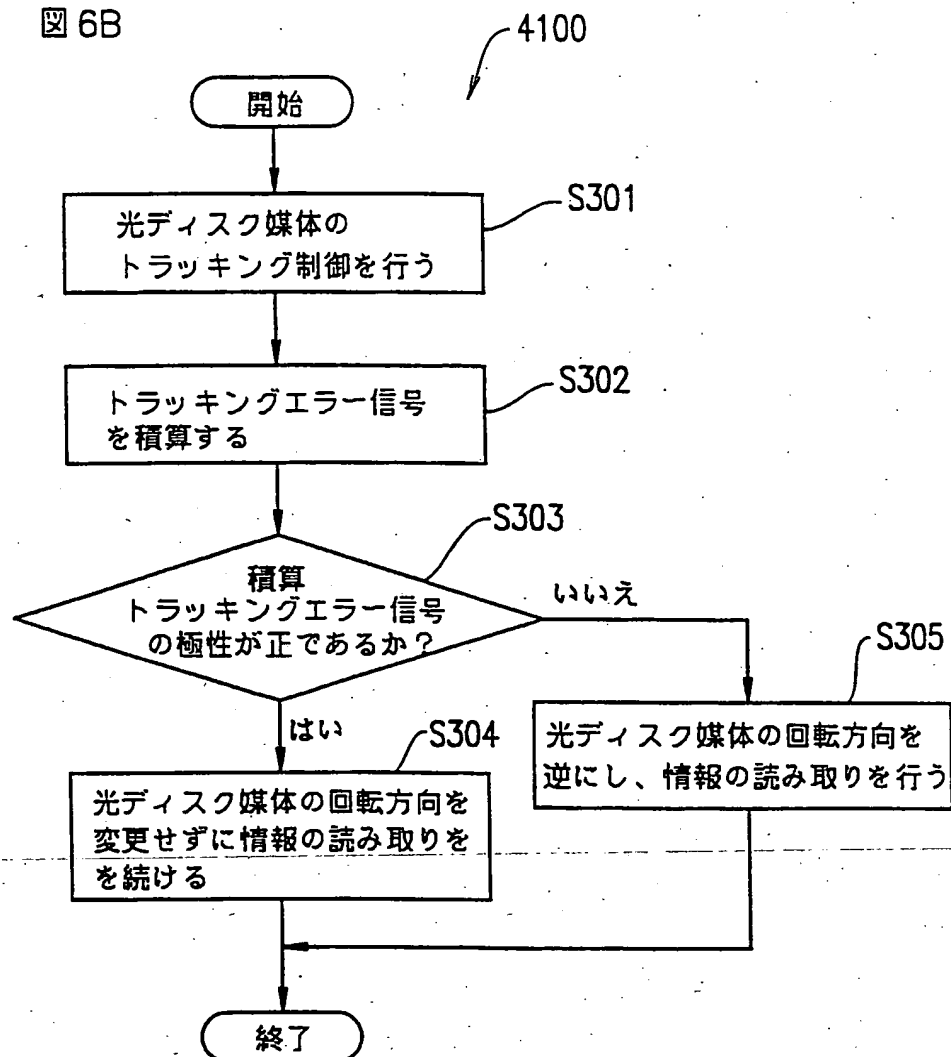 図6B
4100
開始
S301
光ディスク媒体の
トラッキング制御を行う
S302
トラッキングエラー信号
を積算する
S303
積算
トラッキングエラー信号
の極性が正であるか?
いいえ
はい
S305
光ディスク媒体の回転方向を
逆にし、情報の読み取りを行う
S304
光ディスク媒体の回転方向を
変更せずに情報の読み取りを
を続ける
終了